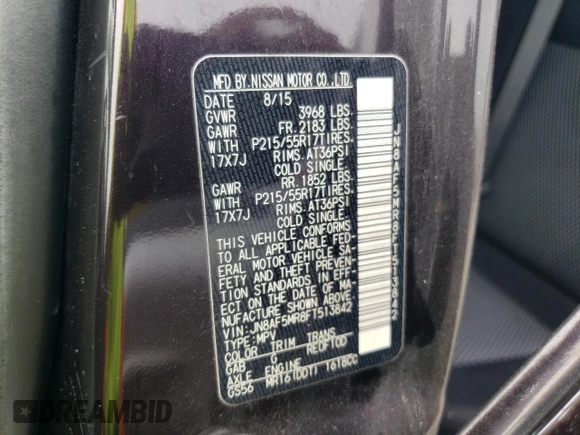 MFD BY NISSAN MOTOR CO.,LTD.
DATE 8/15
GVWR 3968 LBS.
GAWR FR.2183 LBS.
WITH P215/55R17TIRES.
17X7J RIMS.AT36PSI
COLD SINGLE.
GAWR RR.1852 LBS.
WITH P215/55R17TIRES.
17X7J RIMS.AT36PSI
COLD SINGLE.
THIS VEHICLE CONFORMS
TO ALL APPLICABLE FED-
ERAL MOTOR VEHICLE SA-
FETY AND THEFT PREVEN-
TION STANDARDS IN EFF-
ECT ON THE DATE OF MA-
NUFACTURE SHOWN ABOVE.
VIN:JN8AF5MR8FT513842
TYPE:MPV
COLOR TRIM TRANS
GAB G RE0F10D
AXLE ENGINE
GS56 MR16(DDT) 1618CC
JN8AF5MR8FT513842
DREAMBID